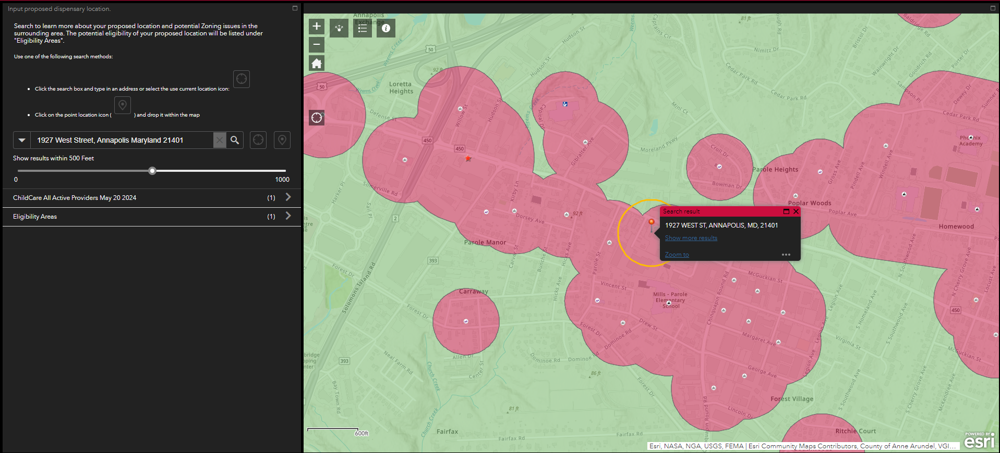 Input proposed dispensary location.
Search to learn more about your proposed location and potential Zoning issues in the
surrounding area. The potential eligibility of your proposed location will be listed under
"Eligibility Areas".
Use one of the following search methods:
• Click the search box and type in an address or select the use current location icon:
• Click on the point location icon ( ) and drop it within the map
1927 West Street, Annapolis Maryland 21401
Show results within 500 Feet
0 1000
ChildCare All Active Providers May 20 2024 (1)
Eligibility Areas (1)
Annapolis
Exchange
Hudson St
Captains Cir
81 ft
Baldridge Rd
Bristol Dr
Goodrich Rd
Porter Dr
Wainwright Dr
Nimitz Dr
Cedar Park Rd
50
Weems Creek
Weems Creek
92 ft
Hudson St
Loretta
Heights
50
Weems Creek
Cedar Park Rd
Sampson Pl
Dewey Dr
Sumner R
Mini Ct
Cedar Park Rd
Defense St
Willow St
Hudson St
Weems Creek
Capital Dr
Moreland Pkwy
450
450
Gibralter Ave
Croll Dr
Phoenix
Academy
Parole Heights
Gross Ave
Pindell Ave
Windell Ave
Bowman Dr
Harker Pl
Somerville Rd
Kirby Ln
Poplar Woods
Poplar Ave
Sail Pl
2
Dorsey Ave
92 ft
Homewood
Search result
1927 WEST ST, ANNAPOLIS, MD, 21401
Show more results
Zoom to
Parole Manor
Carver St
Bunche St
Hicks Ave
Parole St
393
Forest Dr
Solomons Island Rd
Hicks Ave
Vincent St
McGuckian St
Chinquapin Round Rd
N Southwood Ave
N Cherry Grove Ave
Locust Ave
Carraway
Mills - Parole
Elementary
School
Legion Ave
S Homeland Ave
S Southwood Ave
450
Forest Dr
Forest Dr
Drew St
Dominoe Rd
Margaret Ave
Legion Ave
Virginia St
McGuckian St
393
Allen Dr
Center St
Dominoe Rd
Dominoe Rd
Neal Farm Rd
Church Creek
86 ft
Forest Dr
George Ave
Legion Ave
S Southwood Ave
S Cherry Grove Ave
McKendree Ave
Bay Town Rd
81 ft
Church Creek
Forest Village
Lincoln Dr
Chinquapin Round Rd
600ft
Fairfax
Fairfax Rd
Fairfax Rd
Ritchie Court
Esri, NASA, NGA, USGS, FEMA | Esri Community Maps Contributors, County of Anne Arundel, VGI...
POWERED BY
esri